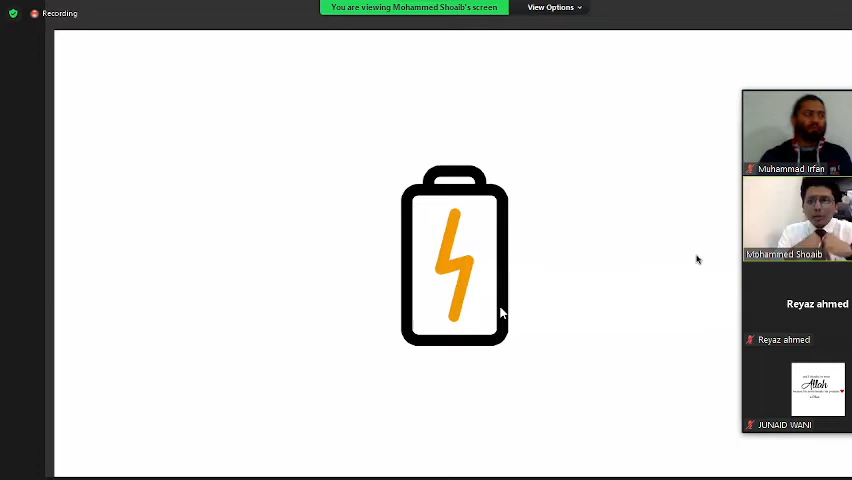 Recording
You are viewing Mohammed Shoaib's screen
View Options
Muhammad Irfan
Mohammed Shoaib
Reyaz ahmed
Reyaz ahmed
Allah
JUNAID WANI